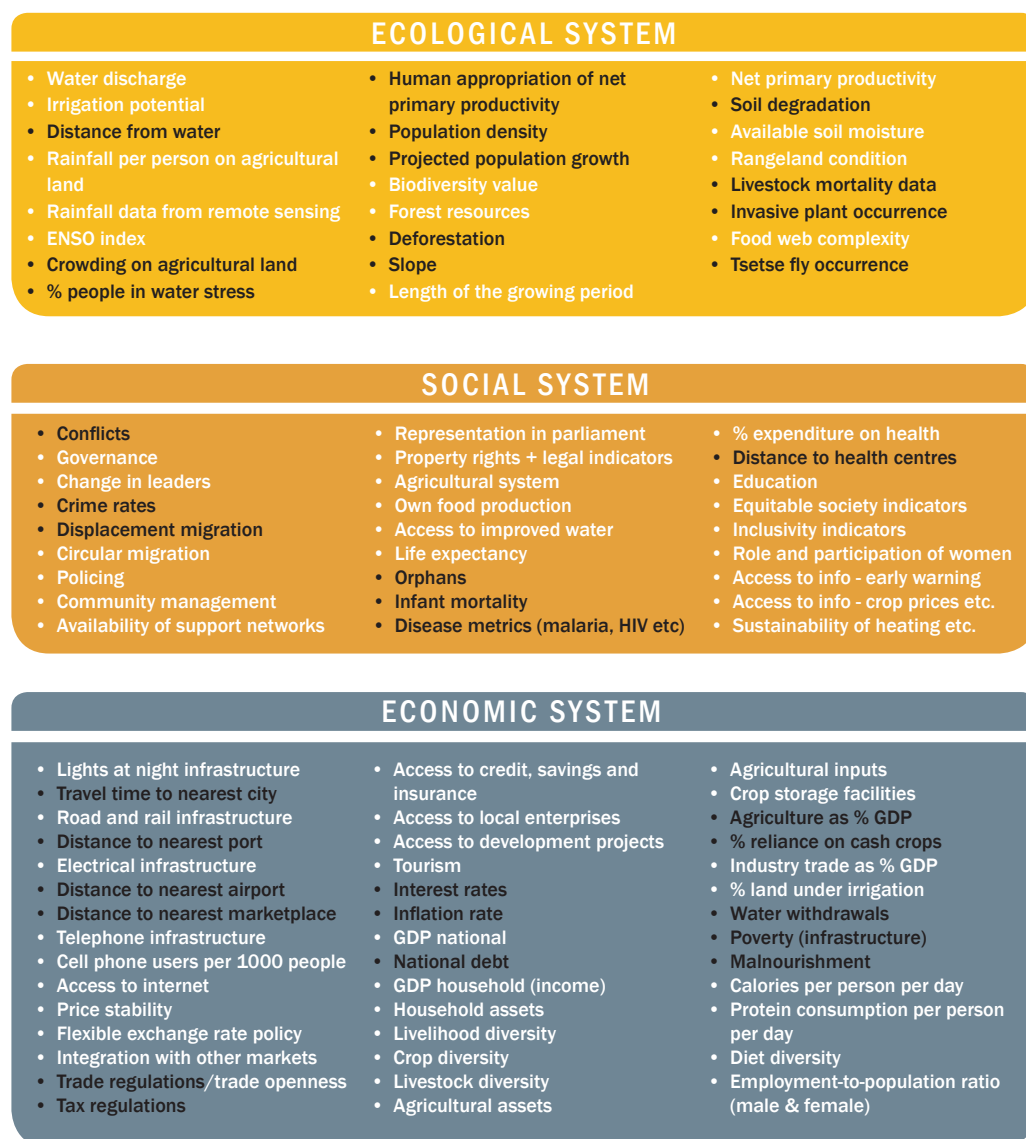 ECOLOGICAL SYSTEM
• Water discharge
• Irrigation potential
• Distance from water
• Rainfall per person on agricultural
land
• Rainfall data from remote sensing
• ENSO index
• Crowding on agricultural land
• % people in water stress
• Human appropriation of net
primary productivity
• Population density
• Projected population growth
• Biodiversity value
• Forest resources
• Deforestation
• Slope
• Length of the growing period
• Net primary productivity
• Soil degradation
• Available soil moisture
• Rangeland condition
• Livestock mortality data
• Invasive plant occurrence
• Food web complexity
• Tsetse fly occurrence
SOCIAL SYSTEM
• Conflicts
• Governance
• Change in leaders
• Crime rates
• Displacement migration
• Circular migration
• Policing
• Community management
• Availability of support networks
• Representation in parliament
• Property rights + legal indicators
• Agricultural system
• Own food production
• Access to improved water
• Life expectancy
• Orphans
• Infant mortality
• Disease metrics (malaria, HIV etc)
• % expenditure on health
• Distance to health centres
• Education
• Equitable society indicators
• Inclusivity indicators
• Role and participation of women
• Access to info - early warning
• Access to info - crop prices etc.
• Sustainability of heating etc.
ECONOMIC SYSTEM
• Lights at night infrastructure
• Travel time to nearest city
• Road and rail infrastructure
• Distance to nearest port
• Electrical infrastructure
• Distance to nearest airport
• Distance to nearest marketplace
• Telephone infrastructure
• Cell phone users per 1000 people
• Access to internet
• Price stability
• Flexible exchange rate policy
• Integration with other markets
• Trade regulations/trade openness
• Tax regulations
• Access to credit, savings and
insurance
• Access to local enterprises
• Access to development projects
• Tourism
• Interest rates
• Inflation rate
• GDP national
• National debt
• GDP household (income)
• Household assets
• Livelihood diversity
• Crop diversity
• Livestock diversity
• Agricultural assets
• Agricultural inputs
• Crop storage facilities
• Agriculture as % GDP
• % reliance on cash crops
• Industry trade as % GDP
• % land under irrigation
• Water withdrawals
• Poverty (infrastructure)
• Malnourishment
• Calories per person per day
• Protein consumption per person
per day
• Diet diversity
• Employment-to-population ratio
(male & female)